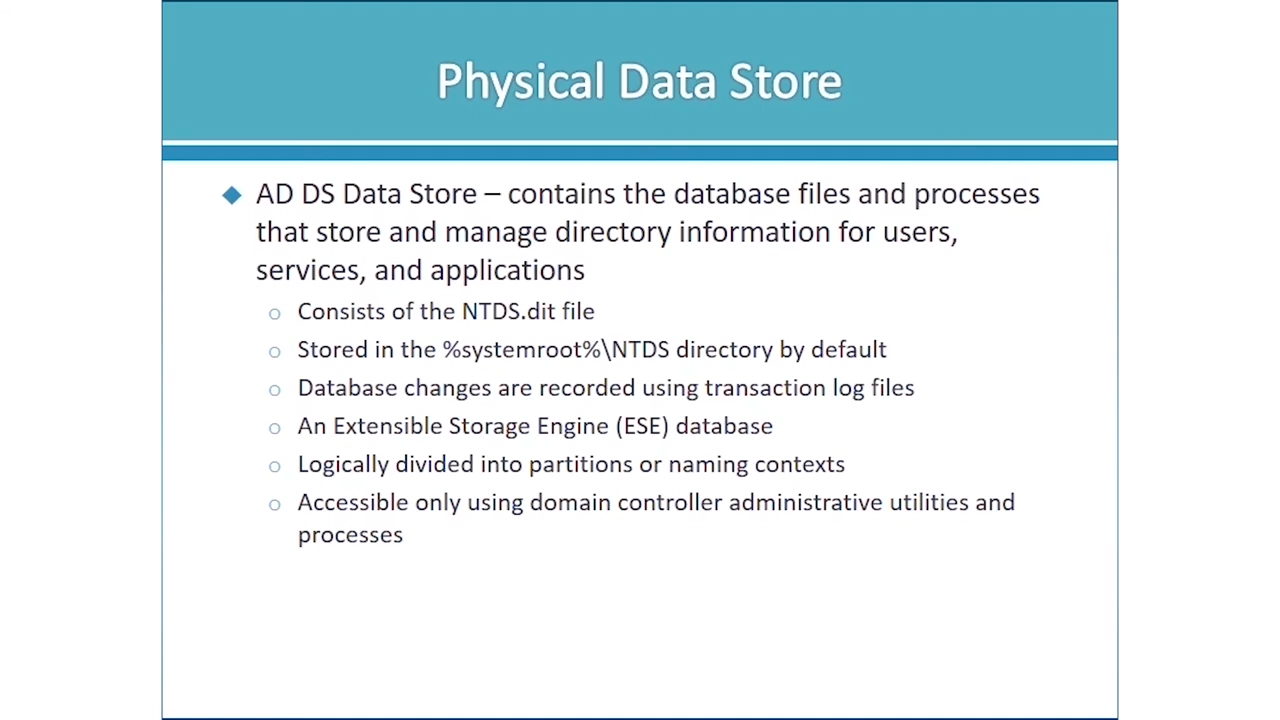 Physical Data Store
AD DS Data Store – contains the database files and processes
that store and manage directory information for users,
services, and applications
Consists of the NTDS.dit file
Stored in the %systemroot%\NTDS directory by default
Database changes are recorded using transaction log files
An Extensible Storage Engine (ESE) database
Logically divided into partitions or naming contexts
Accessible only using domain controller administrative utilities and
processes